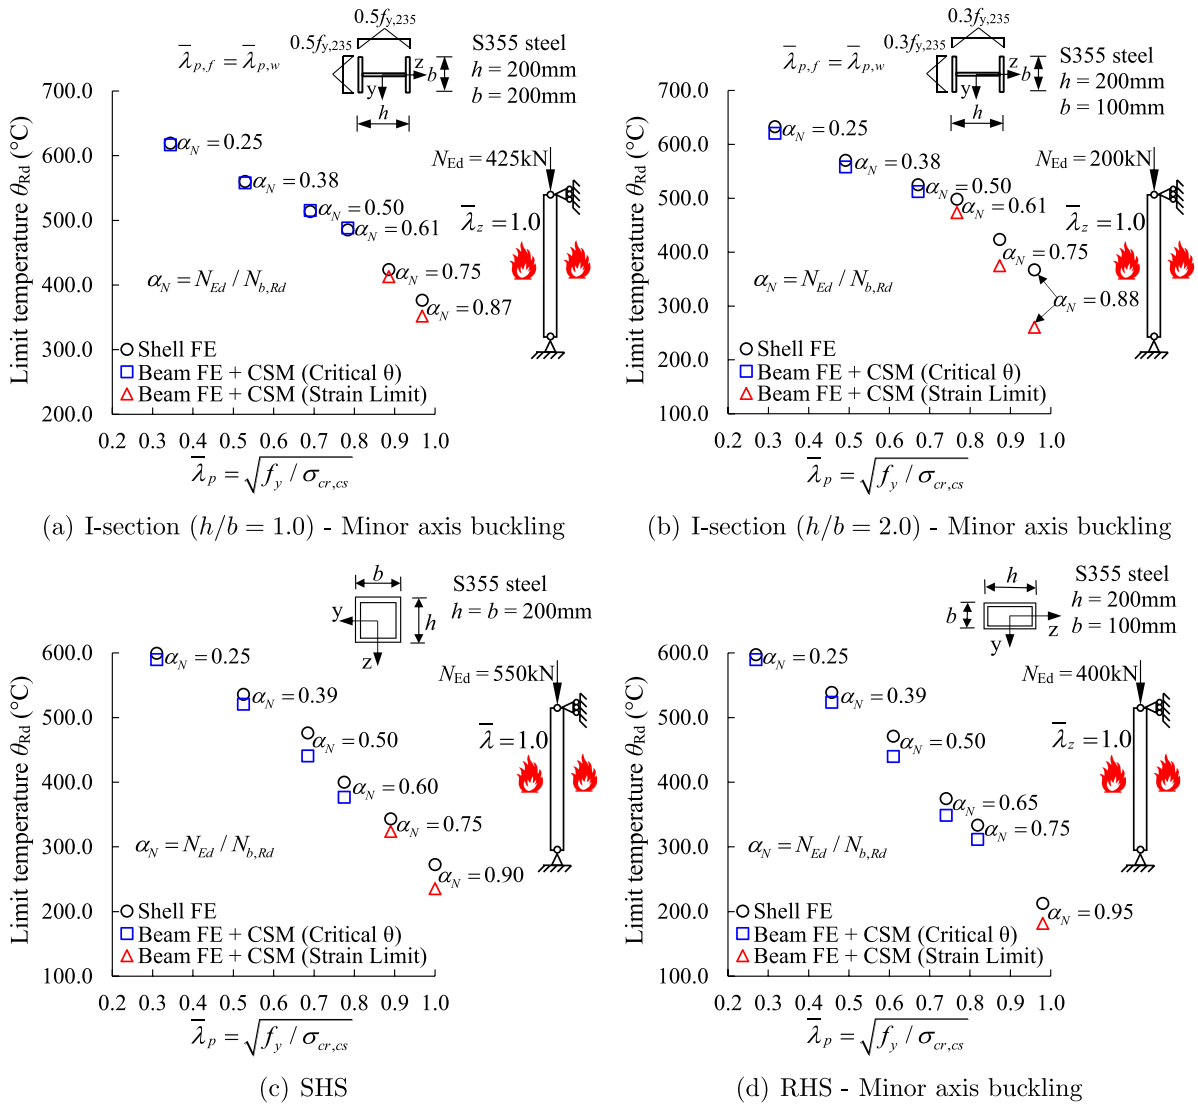 0.5f_y,235
0.5f_y,235
λ̅_p,f = λ̅_p,w
S355 steel
h = 200mm
b = 200mm
z
y
b
h
Limit temperature θ_Rd (°C)
700.0
600.0
500.0
400.0
300.0
200.0
α_N = 0.25
α_N = 0.38
α_N = 0.50
α_N = 0.61
α_N = 0.75
α_N = 0.87
N_Ed = 425kN
λ̅_z = 1.0
α_N = N_Ed / N_b,Rd
Shell FE
Beam FE + CSM (Critical θ)
Beam FE + CSM (Strain Limit)
0.2 0.3 0.4 0.5 0.6 0.7 0.8 0.9 1.0
λ̅_p = √f_y / σ_cr,cs
(a) I-section (h/b = 1.0) - Minor axis buckling
0.3f_y,235
0.3f_y,235
λ̅_p,f = λ̅_p,w
S355 steel
h = 200mm
b = 100mm
z
y
b
h
Limit temperature θ_Rd (°C)
700.0
600.0
500.0
400.0
300.0
200.0
100.0
α_N = 0.25
α_N = 0.38
α_N = 0.50
α_N = 0.61
α_N = 0.75
α_N = 0.88
N_Ed = 200kN
λ̅_z = 1.0
α_N = N_Ed / N_b,Rd
Shell FE
Beam FE + CSM (Critical θ)
Beam FE + CSM (Strain Limit)
0.2 0.3 0.4 0.5 0.6 0.7 0.8 0.9 1.0
λ̅_p = √f_y / σ_cr,cs
(b) I-section (h/b = 2.0) - Minor axis buckling
b
h
y
z
S355 steel
h = b = 200mm
Limit temperature θ_Rd (°C)
600.0
500.0
400.0
300.0
200.0
100.0
α_N = 0.25
α_N = 0.39
α_N = 0.50
α_N = 0.60
α_N = 0.75
α_N = 0.90
N_Ed = 550kN
λ̅ = 1.0
α_N = N_Ed / N_b,Rd
Shell FE
Beam FE + CSM (Critical θ)
Beam FE + CSM (Strain Limit)
0.2 0.3 0.4 0.5 0.6 0.7 0.8 0.9 1.0
λ̅_p = √f_y / σ_cr,cs
(c) SHS
h
b
z
y
S355 steel
h = 200mm
b = 100mm
Limit temperature θ_Rd (°C)
600.0
500.0
400.0
300.0
200.0
100.0
α_N = 0.25
α_N = 0.39
α_N = 0.50
α_N = 0.65
α_N = 0.75
α_N = 0.95
N_Ed = 400kN
λ̅_z = 1.0
α_N = N_Ed / N_b,Rd
Shell FE
Beam FE + CSM (Critical θ)
Beam FE + CSM (Strain Limit)
0.2 0.3 0.4 0.5 0.6 0.7 0.8 0.9 1.0
λ̅_p = √f_y / σ_cr,cs
(d) RHS - Minor axis buckling